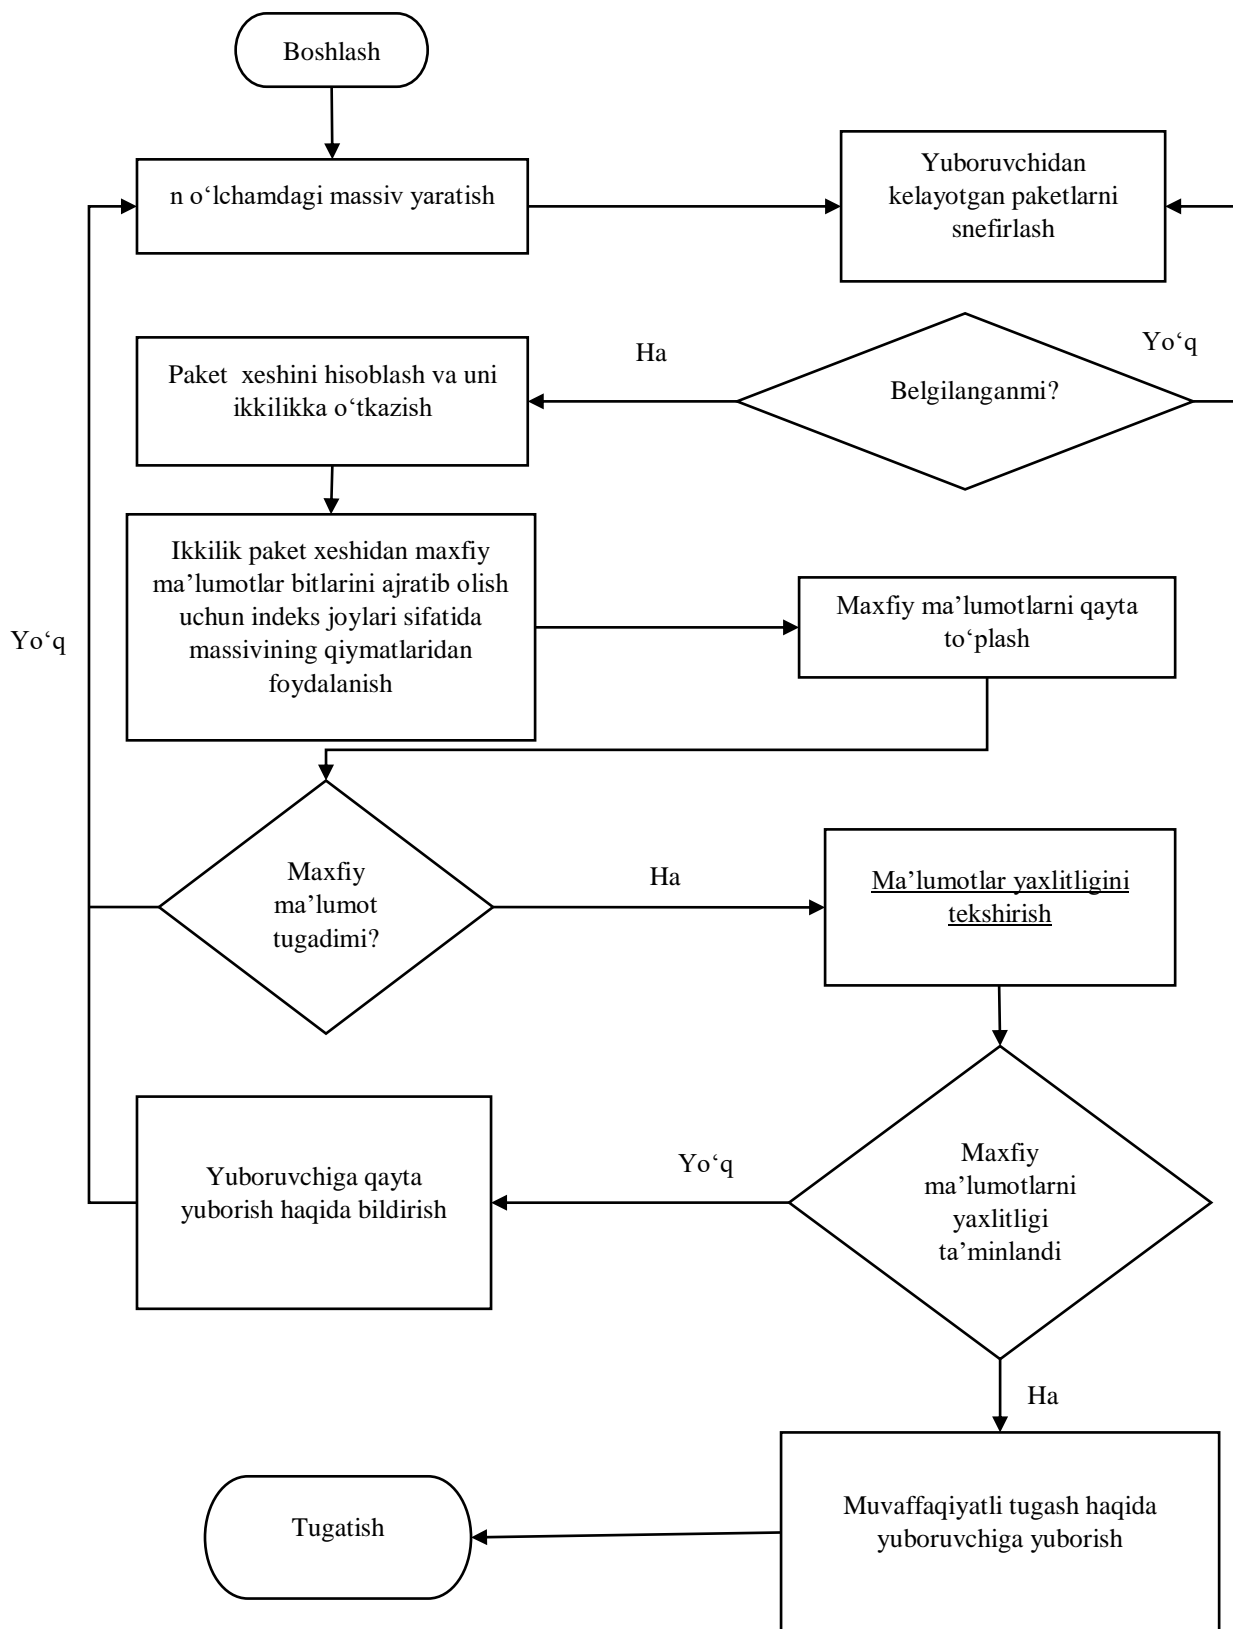 Boshlash
n o‘lchamdagi massiv yaratish
Yuboruvchidan
kelayotgan paketlarni
snefirlash
Ha
Yo‘q
Paket xeshini hisoblash va uni
ikkilikka o‘tkazish
Belgilanganmi?
Ikkilik paket xeshidan maxfiy
ma’lumotlar bitlarini ajratib olish
uchun indeks joylari sifatida
massivining qiymatlaridan
foydalanish
Maxfiy ma’lumotlarni qayta
to‘plash
Yo‘q
Maxfiy
ma’lumot
tugadimi?
Ha
Ma’lumotlar yaxlitligini
tekshirish
Yuboruvchiga qayta
yuborish haqida bildirish
Yo‘q
Maxfiy
ma’lumotlarni
yaxlitligi
ta’minlandi
Ha
Tugatish
Muvaffaqiyatli tugash haqida
yuboruvchiga yuborish